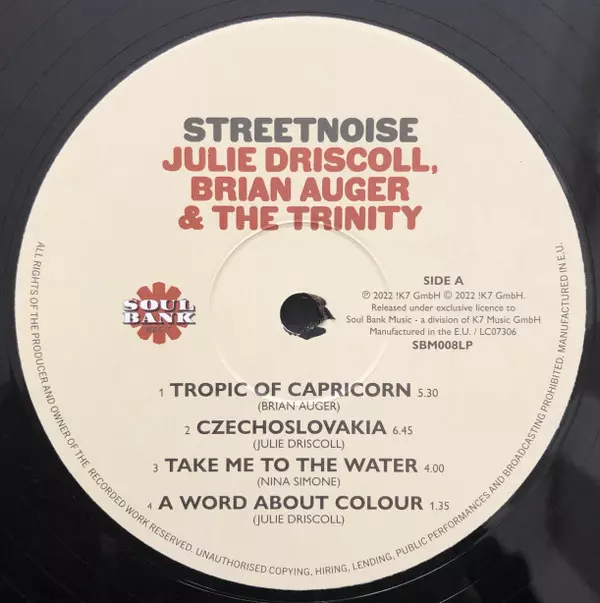 STREETNOISE
JULIE DRISCOLL,
BRIAN AUGER
& THE TRINITY
SIDE A
℗ 2022 !K7 GmbH © 2022 !K7 GmbH.
Released under exclusive licence to
Soul Bank Music - a division of K7 Music GmbH
Manufactured in the E.U. / LC07306
SBM008LP
SOUL
BANK
1 TROPIC OF CAPRICORN 5.30
(BRIAN AUGER)
2 CZECHOSLOVAKIA 6.45
(JULIE DRISCOLL)
3 TAKE ME TO THE WATER 4.00
(NINA SIMONE)
4 A WORD ABOUT COLOUR 1.35
(JULIE DRISCOLL)
ALL RIGHTS OF THE PRODUCER AND OWNER OF THE RECORDED WORK RESERVED. UNAUTHORISED COPYING, HIRING, LENDING, PUBLIC PERFORMANCES AND BROADCASTING PROHIBITED. MANUFACTURED IN E.U.